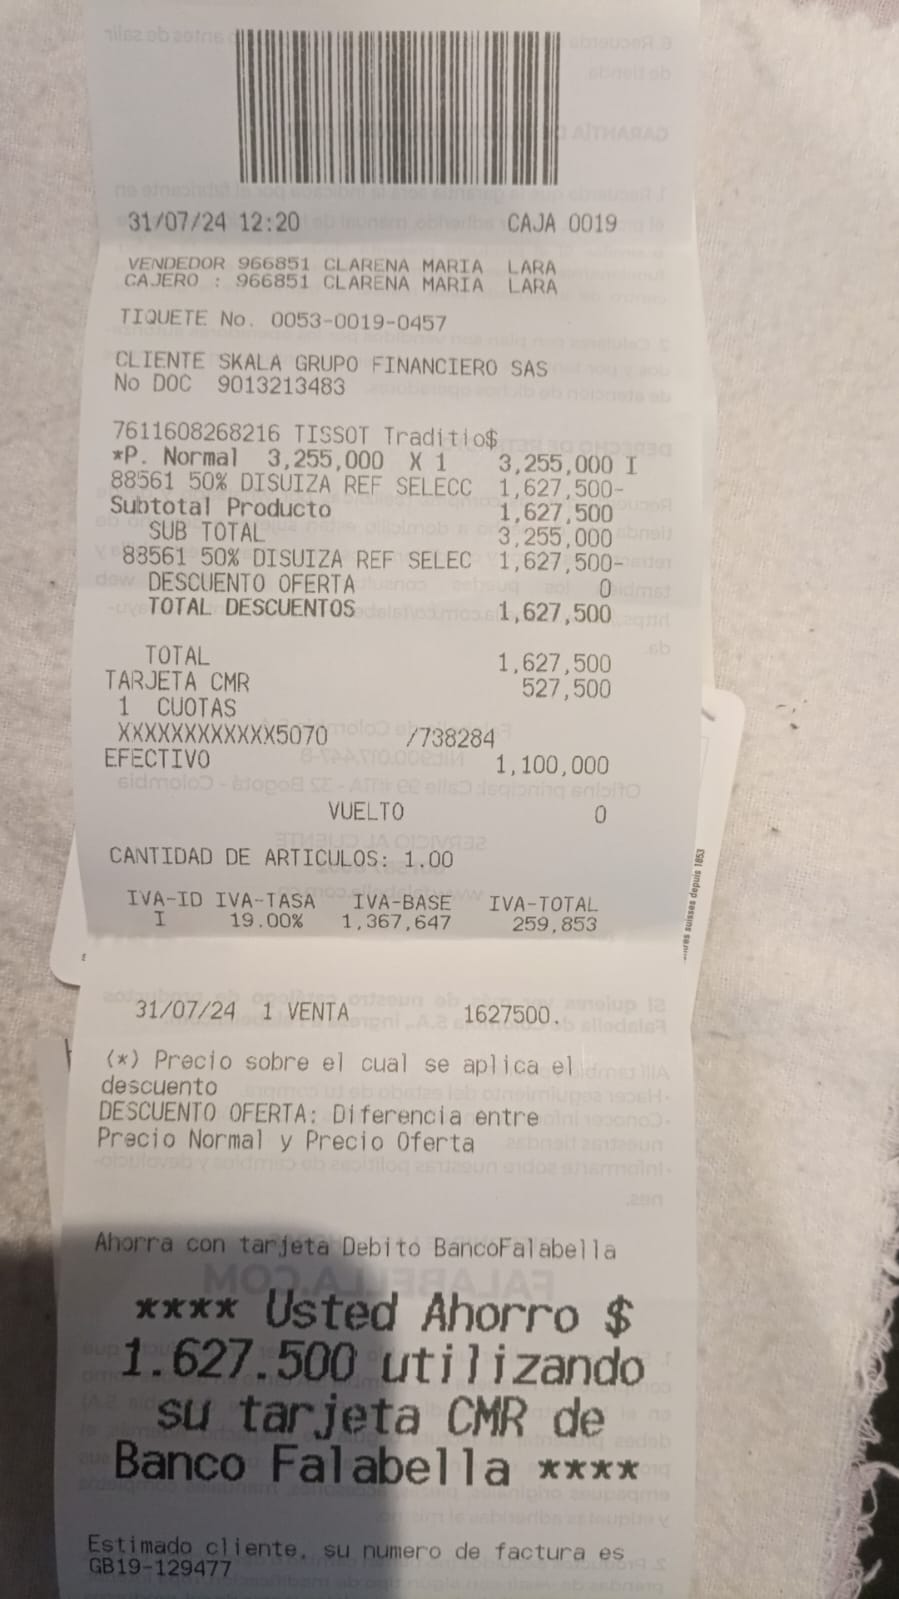 31/07/24 12:20 CAJA 0019
VENDEDOR 966851 CLARENA MARIA LARA
CAJERO : 966851 CLARENA MARIA LARA
TIQUETE No. 0053-0019-0457
CLIENTE SKALA GRUPO FINANCIERO SAS
No DOC 9013213483
7611608268216 TISSOT Traditio$
*P. Normal 3,255,000 X 1 3,255,000 I
88561 50% DISUIZA REF SELECC 1,627,500-
Subtotal Producto 1,627,500
SUB TOTAL 3,255,000
88561 50% DISUIZA REF SELEC 1,627,500-
DESCUENTO OFERTA 0
TOTAL DESCUENTOS 1,627,500
TOTAL 1,627,500
TARJETA CMR 527,500
1 CUOTAS
XXXXXXXXXXXX5070 /738284
EFECTIVO 1,100,000
VUELTO 0
CANTIDAD DE ARTICULOS: 1.00
IVA-ID IVA-TASA IVA-BASE IVA-TOTAL
I 19.00% 1,367,647 259,853
suisses depuis 1853
31/07/24 1 VENTA 1627500.
(*) Precio sobre el cual se aplica el
descuento
DESCUENTO OFERTA: Diferencia entre
Precio Normal y Precio Oferta
Ahorra con tarjeta Debito BancoFalabella
**** Usted Ahorro $
1.627.500 utilizando
su tarjeta CMR de
Banco Falabella ****
Estimado cliente, su numero de factura es
GB19-129477